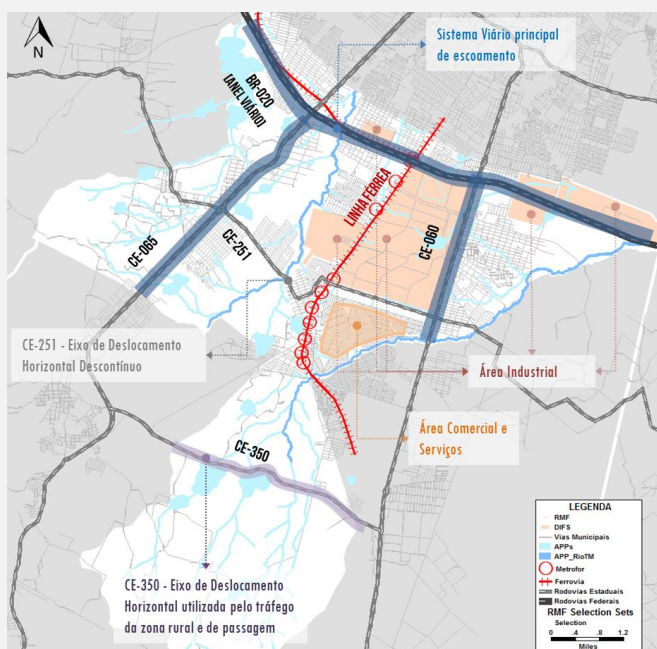 N
Sistema Viário principal
de escoamento
BR-020
(ANEL VIÁRIO)
LINHA FÉRREA
CE-065
CE-251
CE-060
CE-251 - Eixo de Deslocamento
Horizontal Descontínuo
Área Industrial
Área Comercial e
Serviços
CE-350
CE-350 - Eixo de Deslocamento
Horizontal utilizada pelo tráfego
da zona rural e de passagem
LEGENDA
RMF
DIFS
Vias Municipais
APPs
APP_RioTM
Metrofor
Ferrovia
Rodovias Estaduais
Rodovias Federais
RMF Selection Sets
Selection
0 .4 .8 1.2
Miles